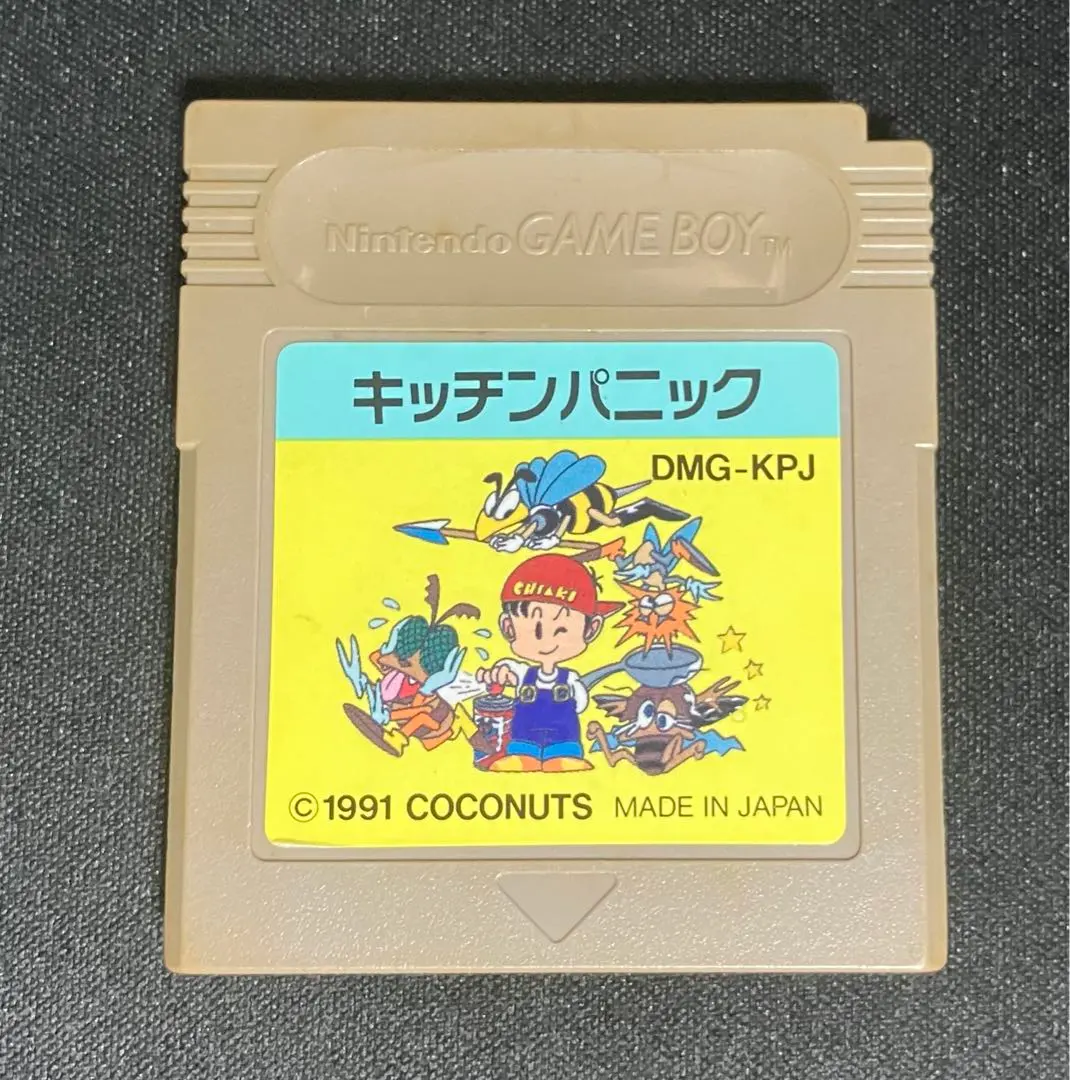 Nintendo GAME BOY TM
キッチンパニック
DMG-KPJ
CHIAKI
© 1991 COCONUTS MADE IN JAPAN